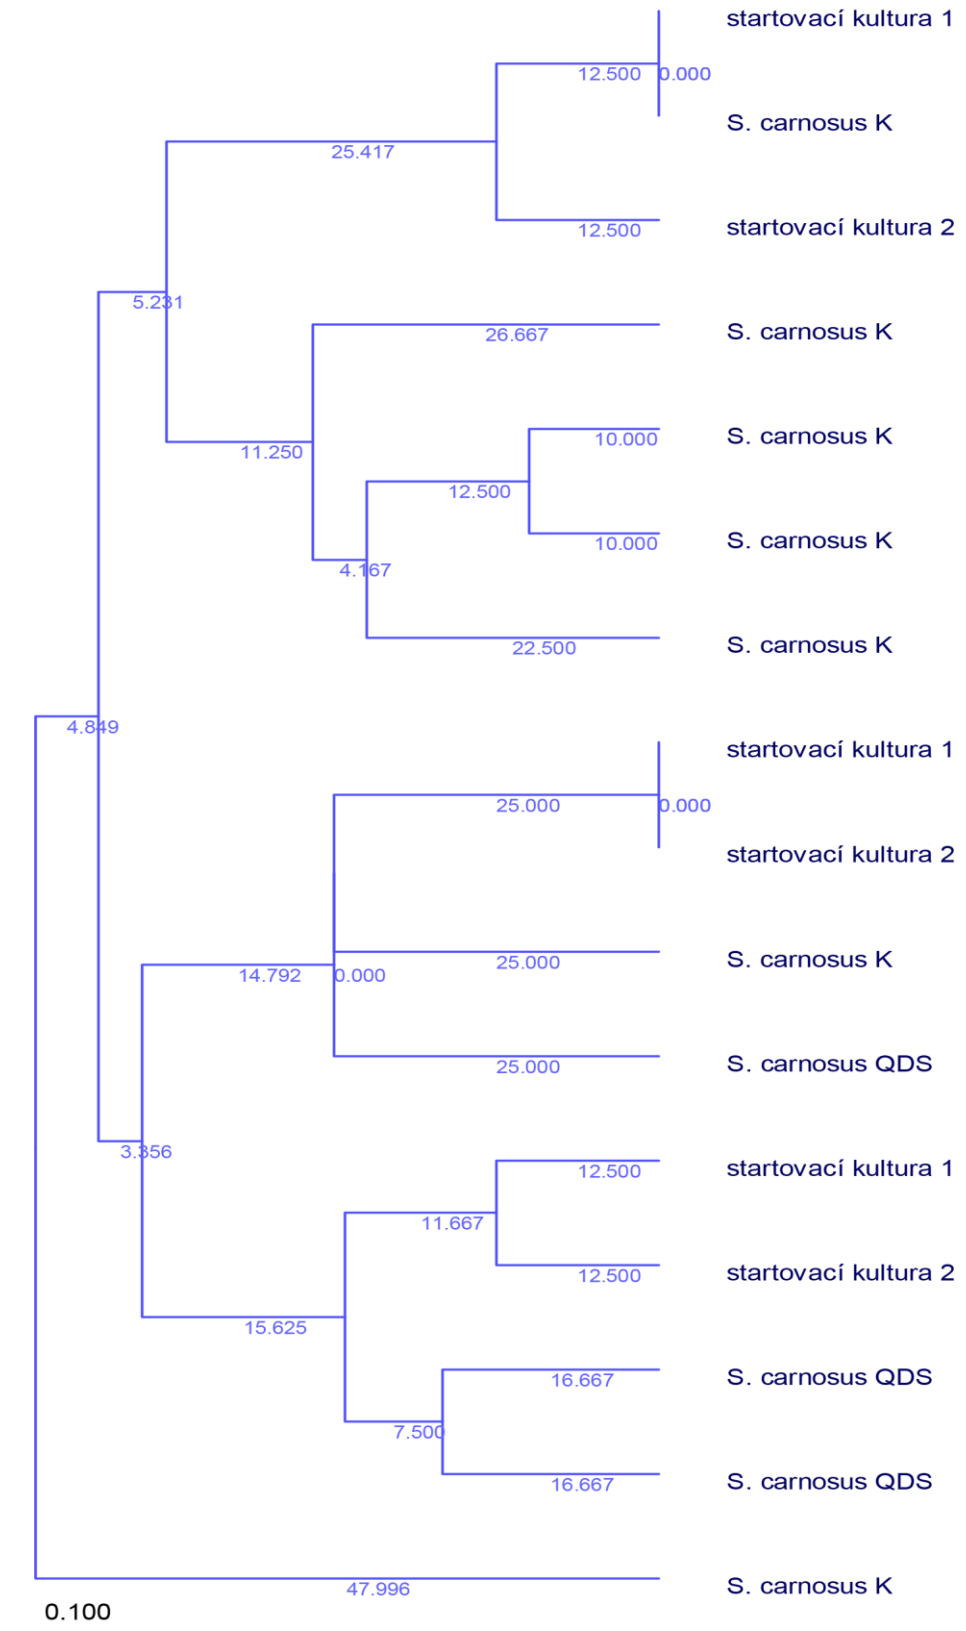 startovací kultura 1
12.500 0.000
S. carnosus K
25.417
startovací kultura 2
12.500
5.231
S. carnosus K
26.667
S. carnosus K
10.000
11.250
12.500
S. carnosus K
10.000
4.167
S. carnosus K
22.500
4.849
startovací kultura 1
25.000 0.000
startovací kultura 2
S. carnosus K
25.000
14.792 0.000
S. carnosus QDS
25.000
3.356
startovací kultura 1
12.500
11.667
startovací kultura 2
12.500
15.625
S. carnosus QDS
16.667
7.500
S. carnosus QDS
16.667
S. carnosus K
47.996
0.100